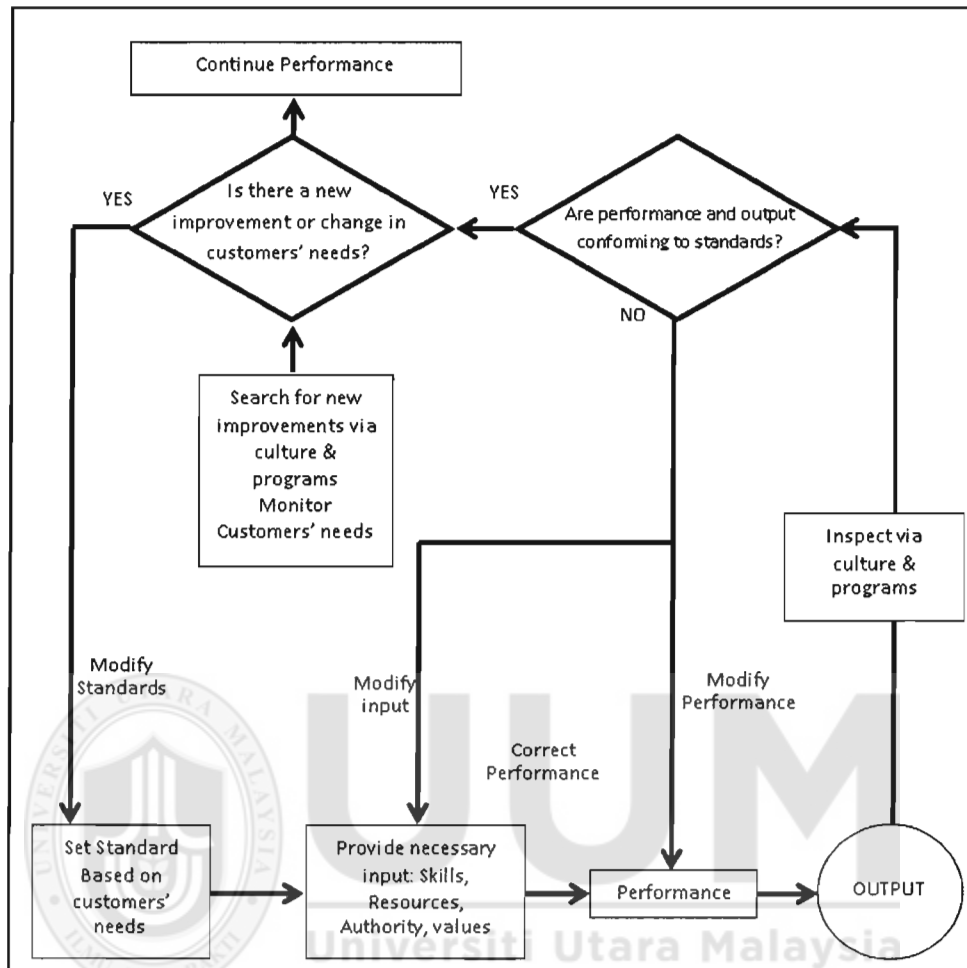 Continue Performance
YES
Is there a new
improvement or change in
customers' needs?
YES
Are performance and output
conforming to standards?
NO
Search for new
improvements via
culture &
programs
Monitor
Customers' needs
Inspect via
culture &
programs
Modify
Standards
Modify
input
Modify
Performance
Correct
Performance
Set Standard
Based on
customers'
needs
Provide necessary
input: Skills,
Resources,
Authority, values
Performance
OUTPUT
UUM
Universiti Utara Malaysia
UNIVERSITI UTARA MALAYSIA